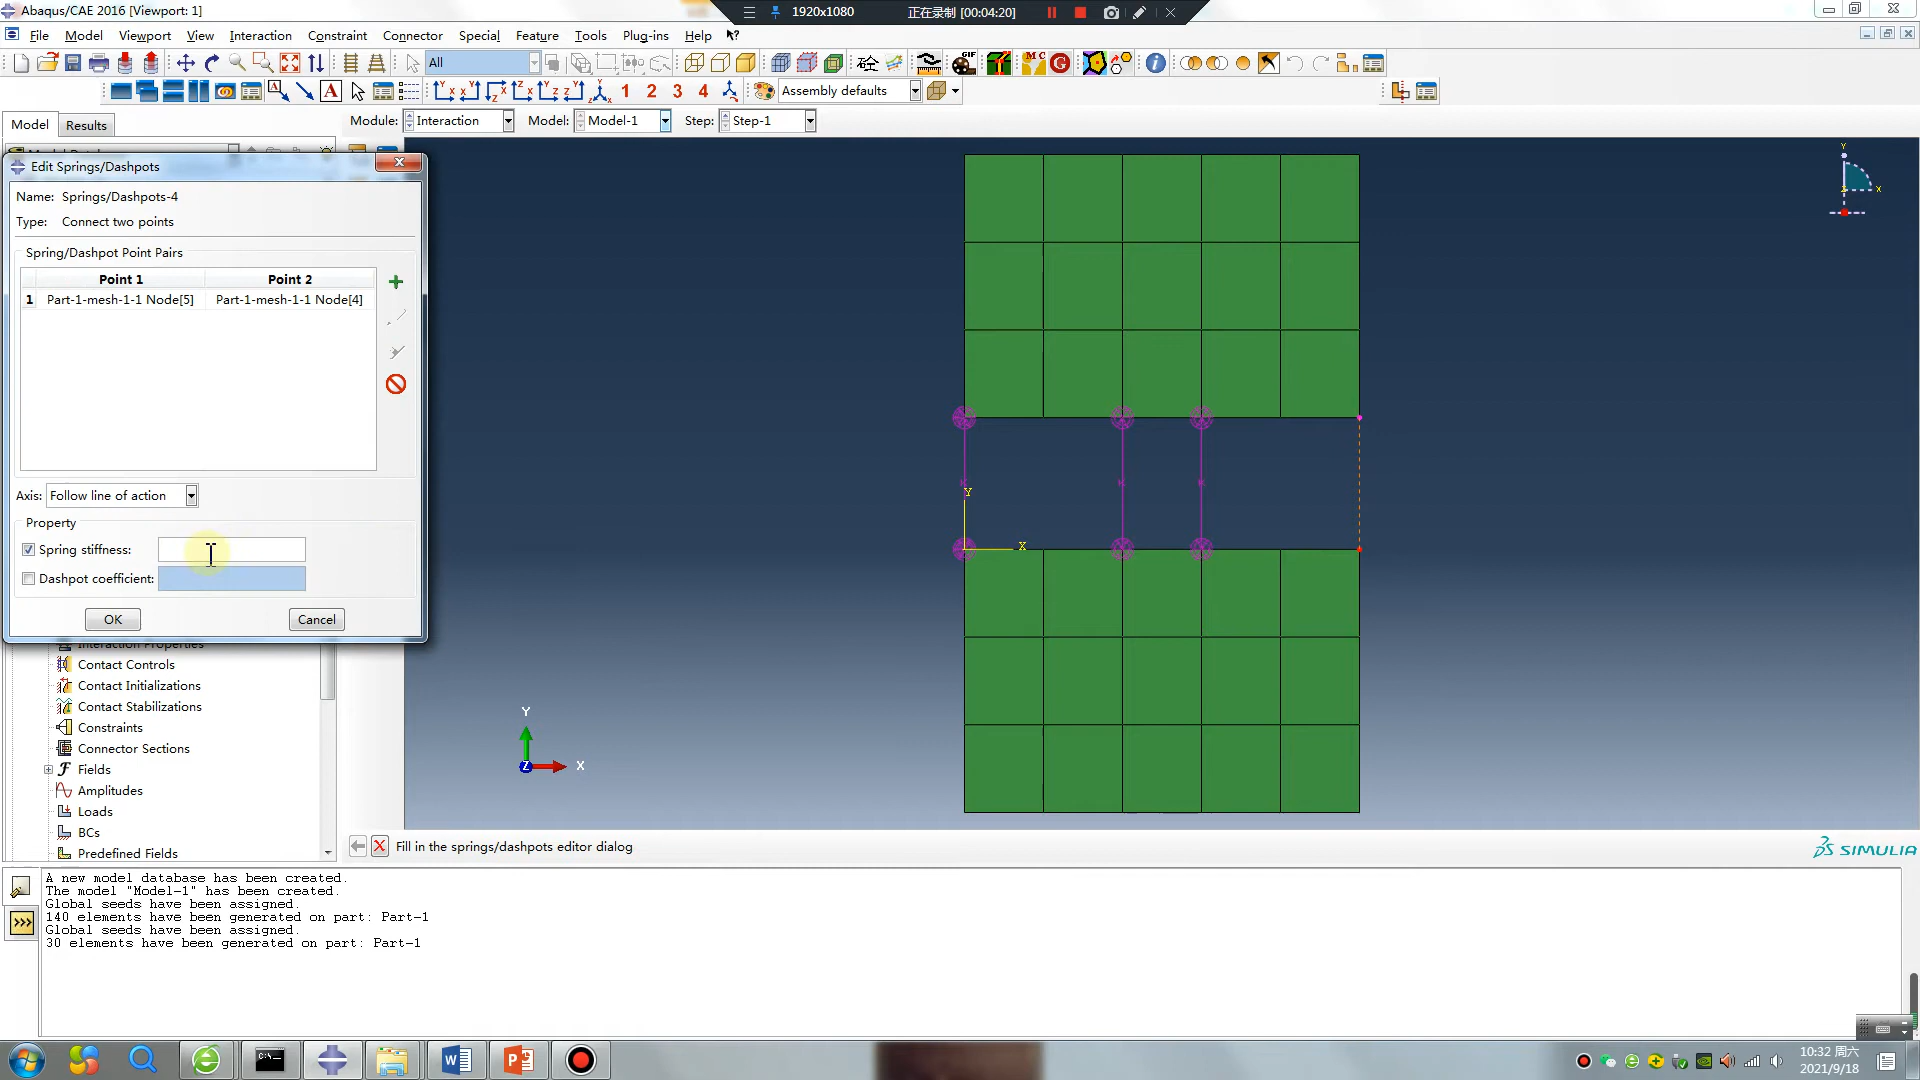 Abaqus/CAE 2016 [Viewport: 1]
1920x1080
正在录制 [00:04:20]
File Model Viewport View Interaction Constraint Connector Special Feature Tools Plug-ins Help
All
GIF
M C
G
砼
A
1 2 3 4
Assembly defaults
Model Results
Module: Interaction Model: Model-1 Step: Step-1
Edit Springs/Dashpots
Name: Springs/Dashpots-4
Type: Connect two points
Spring/Dashpot Point Pairs
Point 1 Point 2
1 Part-1-mesh-1-1 Node[5] Part-1-mesh-1-1 Node[4]
Axis: Follow line of action
Property
Spring stiffness:
Dashpot coefficient:
OK Cancel
Interaction Properties
Contact Controls
Contact Initializations
Contact Stabilizations
Constraints
Connector Sections
Fields
Amplitudes
Loads
BCs
Predefined Fields
Y
X
Y
X
Y
Z
X
Fill in the springs/dashpots editor dialog
SIMULIA
A new model database has been created.
The model "Model-1" has been created.
Global seeds have been assigned.
140 elements have been generated on part: Part-1
Global seeds have been assigned.
30 elements have been generated on part: Part-1
>>>
C:\
W
P
10:32 周六
2021/9/18